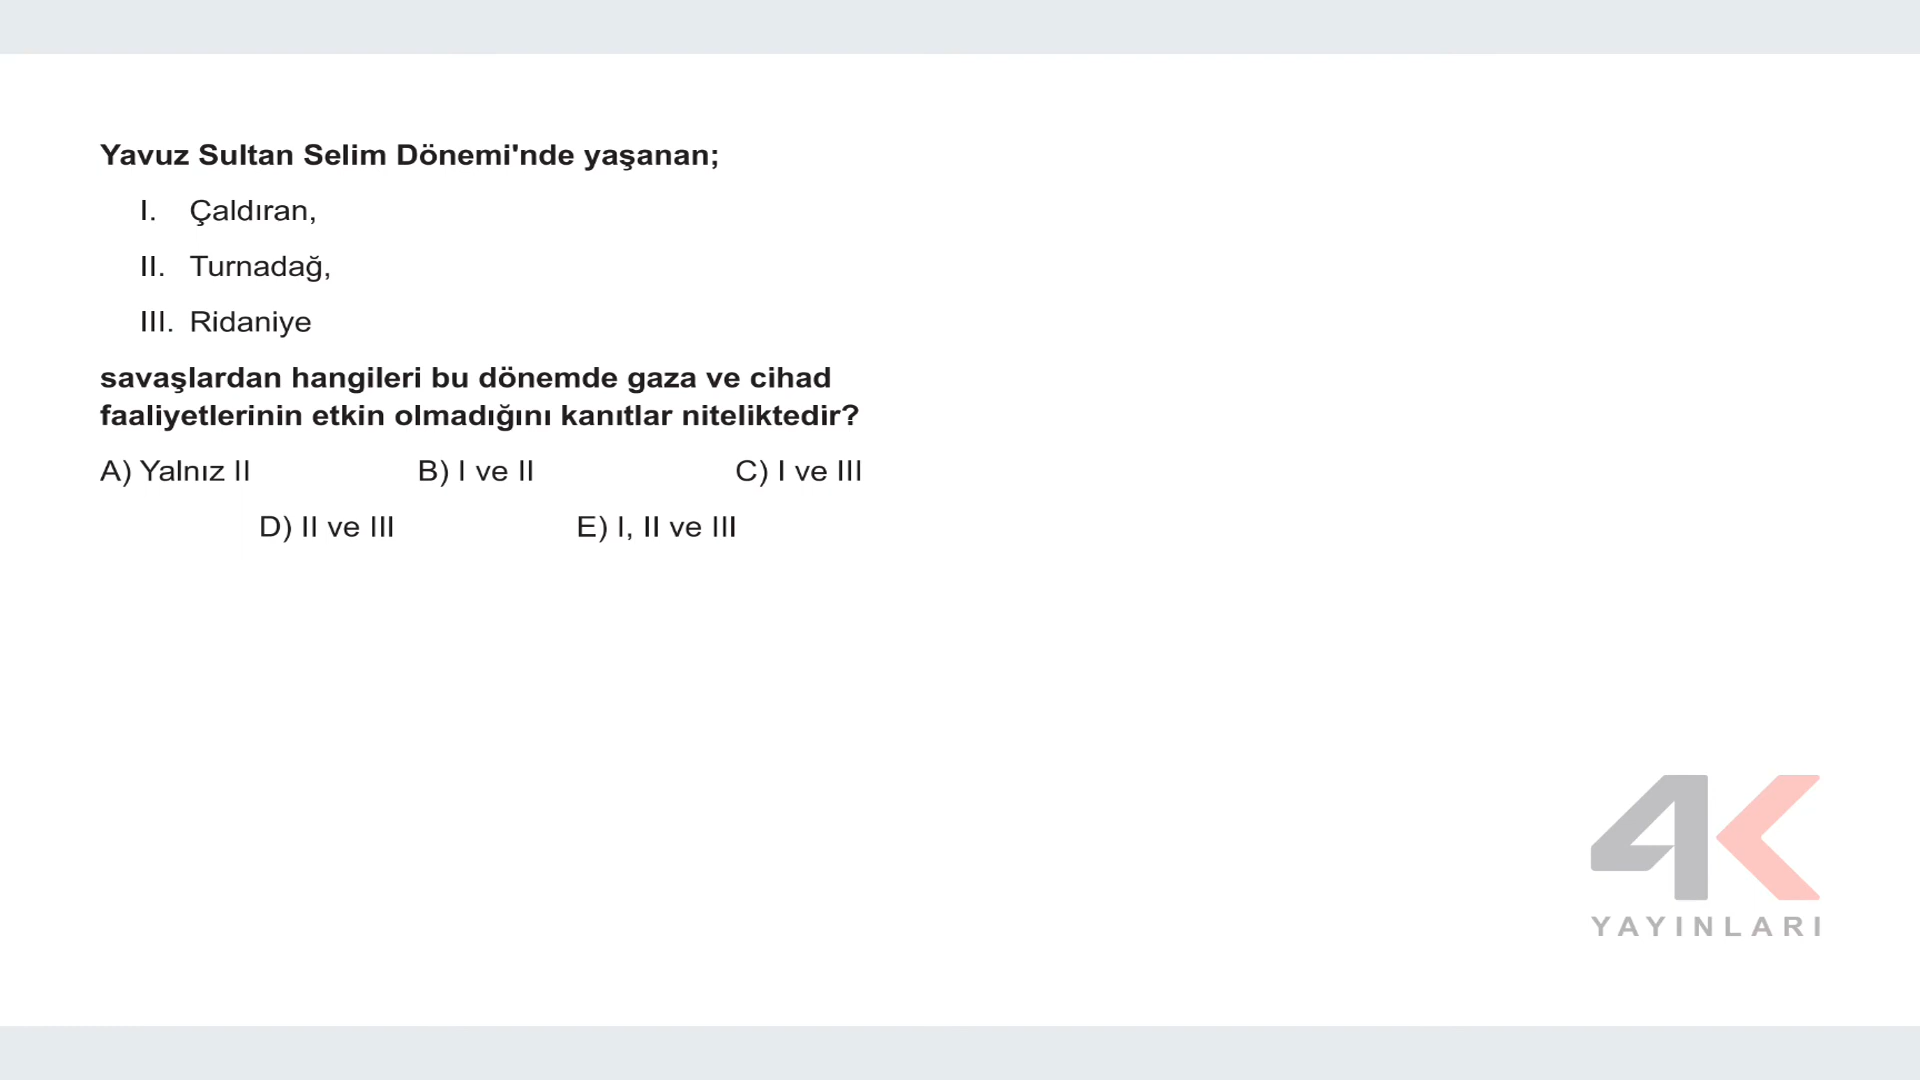 Yavuz Sultan Selim Dönemi'nde yaşanan;
I. Çaldıran,
II. Turnadağ,
III. Ridaniye
savaşlardan hangileri bu dönemde gaza ve cihad
faaliyetlerinin etkin olmadığını kanıtlar niteliktedir?
A) Yalnız II B) I ve II C) I ve III
D) II ve III E) I, II ve III
4K
YAYINLARI